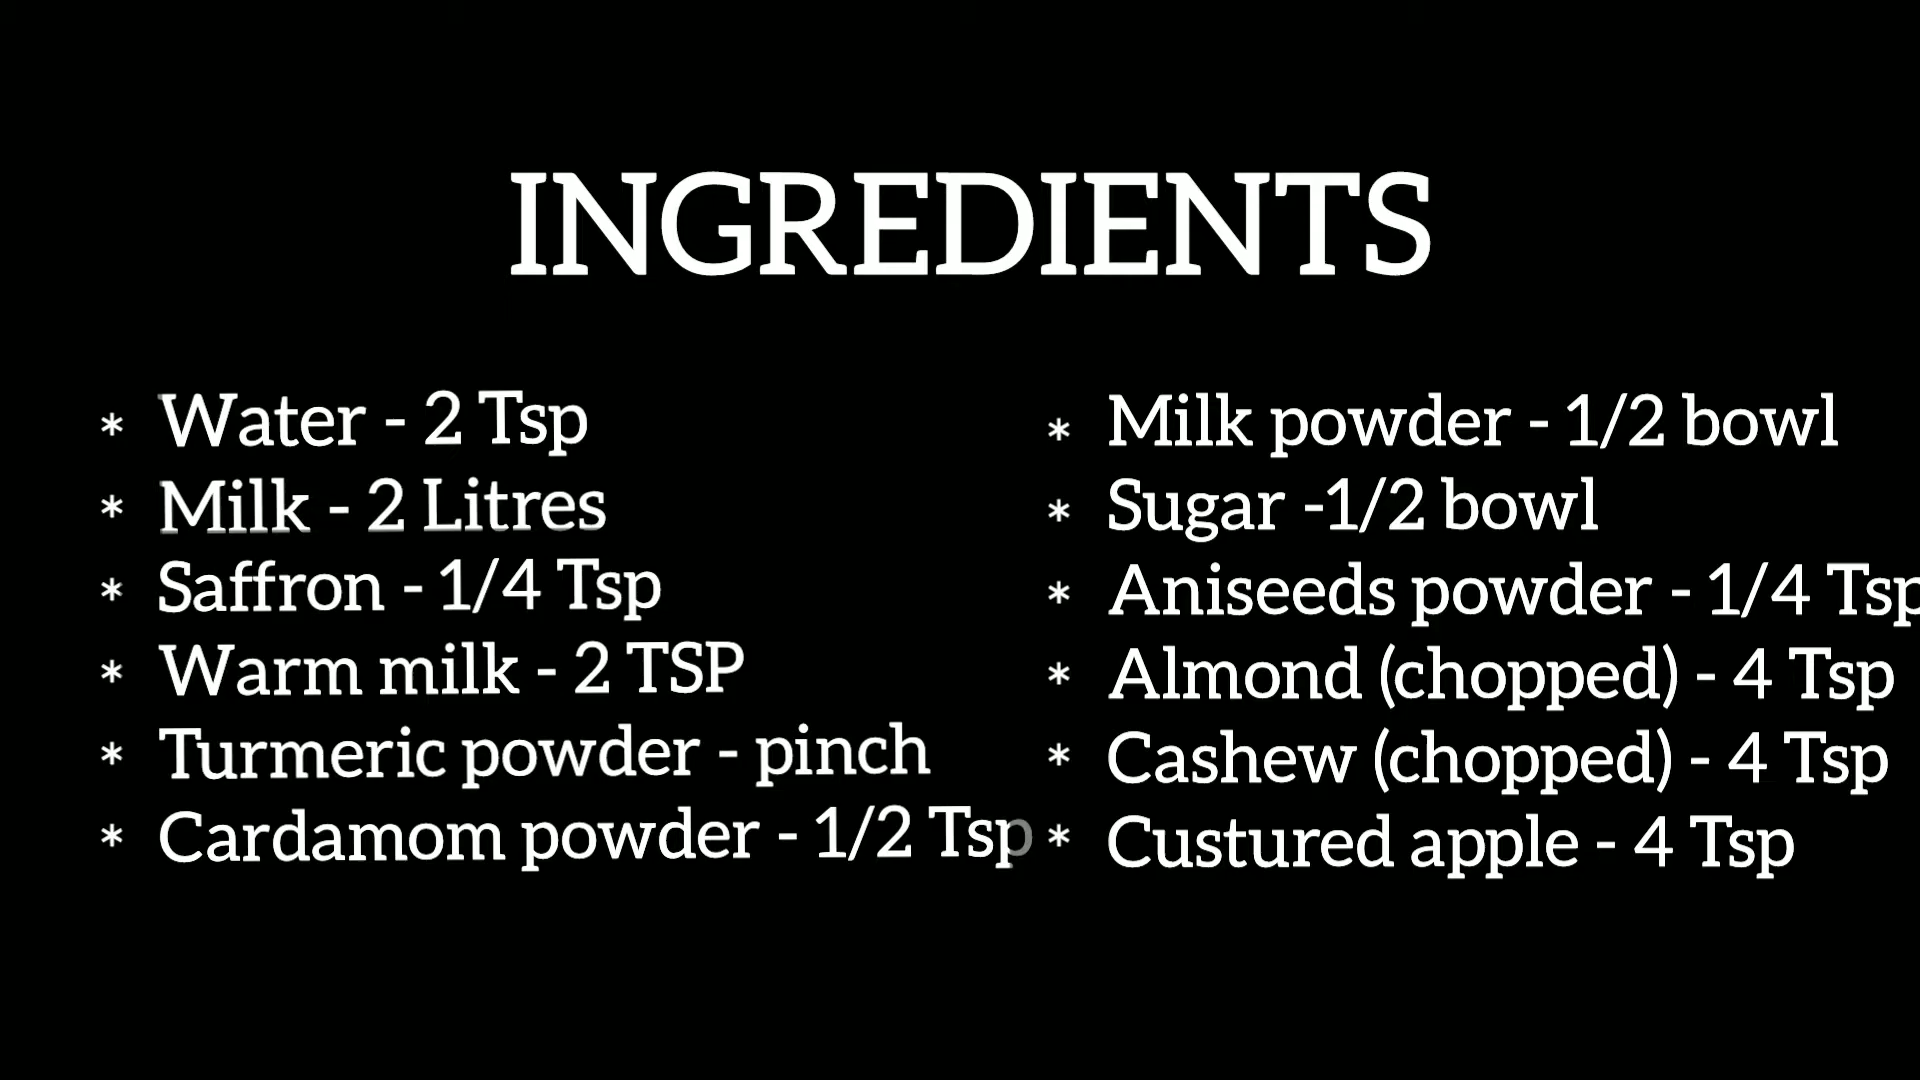 INGREDIENTS
* Water - 2 Tsp
* Milk - 2 Litres
* Saffron - 1/4 Tsp
* Warm milk - 2 TSP
* Turmeric powder - pinch
* Cardamom powder - 1/2 Tsp
* Milk powder - 1/2 bowl
* Sugar -1/2 bowl
* Aniseeds powder - 1/4 Tsp
* Almond (chopped) - 4 Tsp
* Cashew (chopped) - 4 Tsp
* Custured apple - 4 Tsp